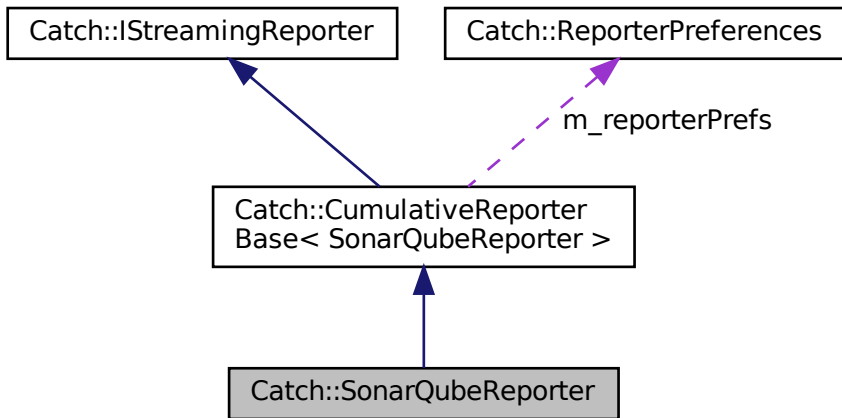 Catch::IStreamingReporter
Catch::ReporterPreferences
m_reporterPrefs
Catch::CumulativeReporter
Base< SonarQubeReporter >
Catch::SonarQubeReporter